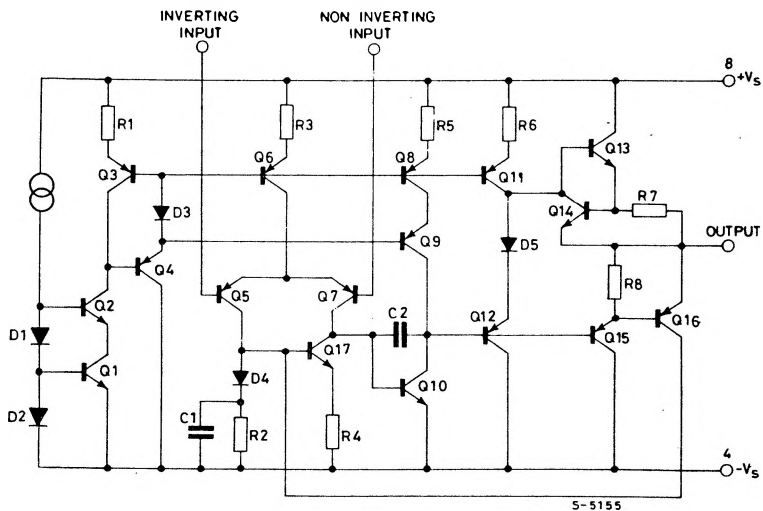 INVERTING
INPUT
NON INVERTING
INPUT
8
+Vs
R1
R3
R5
R6
Q13
Q3
Q6
Q8
Q11
R7
D3
Q14
OUTPUT
Q9
D5
Q4
R8
Q5
Q7
Q2
C2
Q12
Q15
Q16
D1
Q17
Q1
D4
Q10
D2
C1
R2
R4
4
-Vs
S-5155